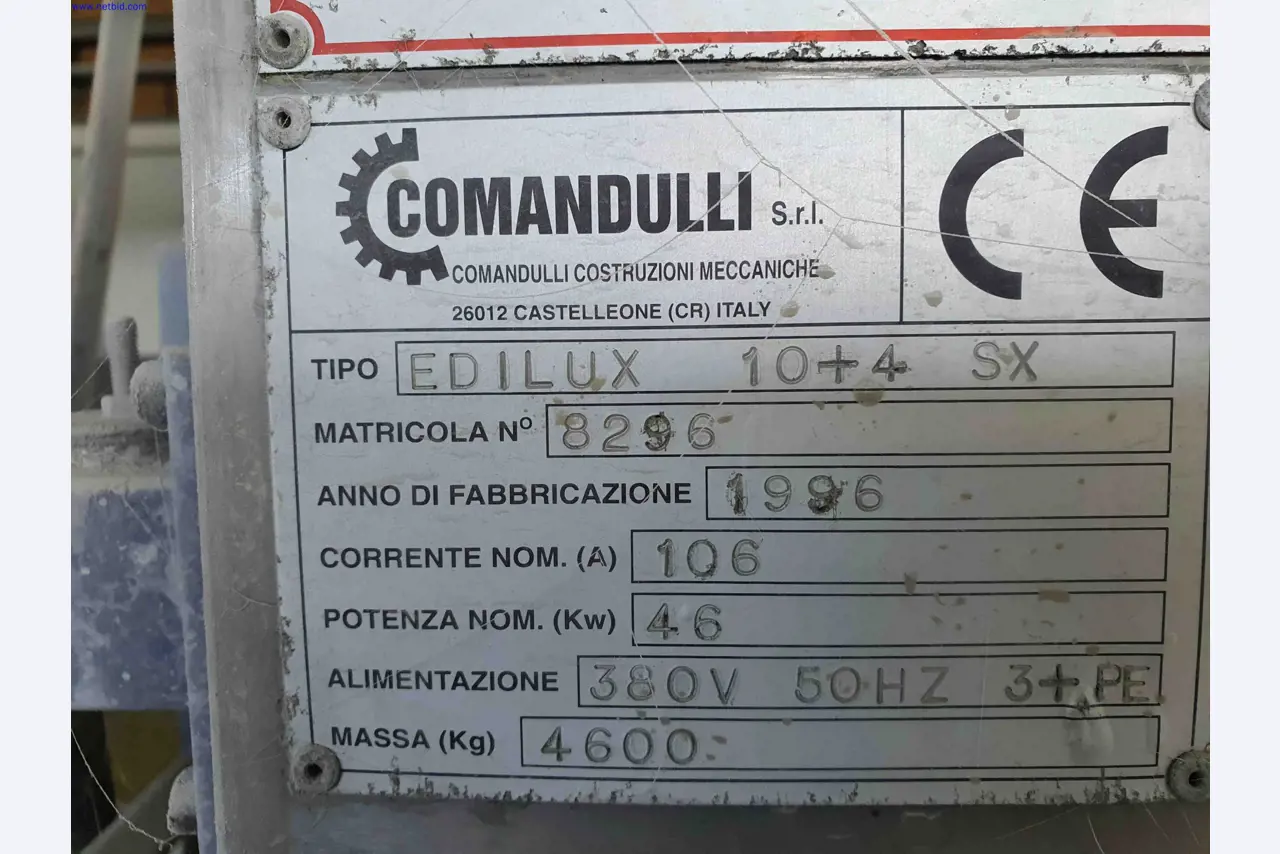 www.netbid.com
COMANDULLI S.r.l.
COMANDULLI COSTRUZIONI MECCANICHE
26012 CASTELLEONE (CR) ITALY
CE
TIPO EDILUX 10+4 SX
MATRICOLA N° 8296
ANNO DI FABBRICAZIONE 1996
CORRENTE NOM. (A) 106
POTENZA NOM. (Kw) 46
ALIMENTAZIONE 380V 50HZ 3+PE
MASSA (Kg) 4600